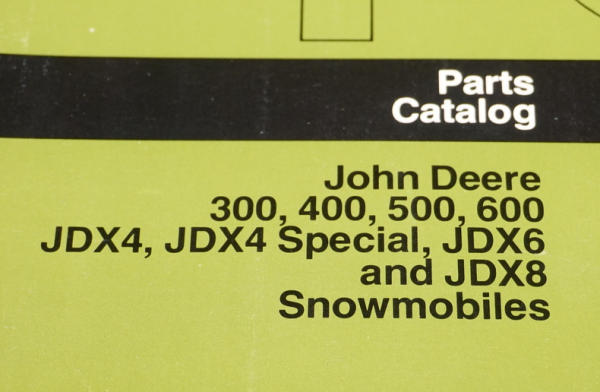 Parts
Catalog
John Deere
300, 400, 500, 600
JDX4, JDX4 Special, JDX6
and JDX8
Snowmobiles